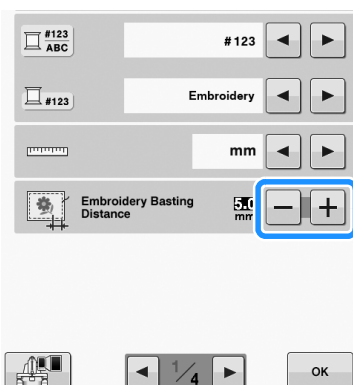 #123
ABC
#123
#123
Embroidery
mm
Embroidery Basting
Distance
5.0
mm
1/4
OK